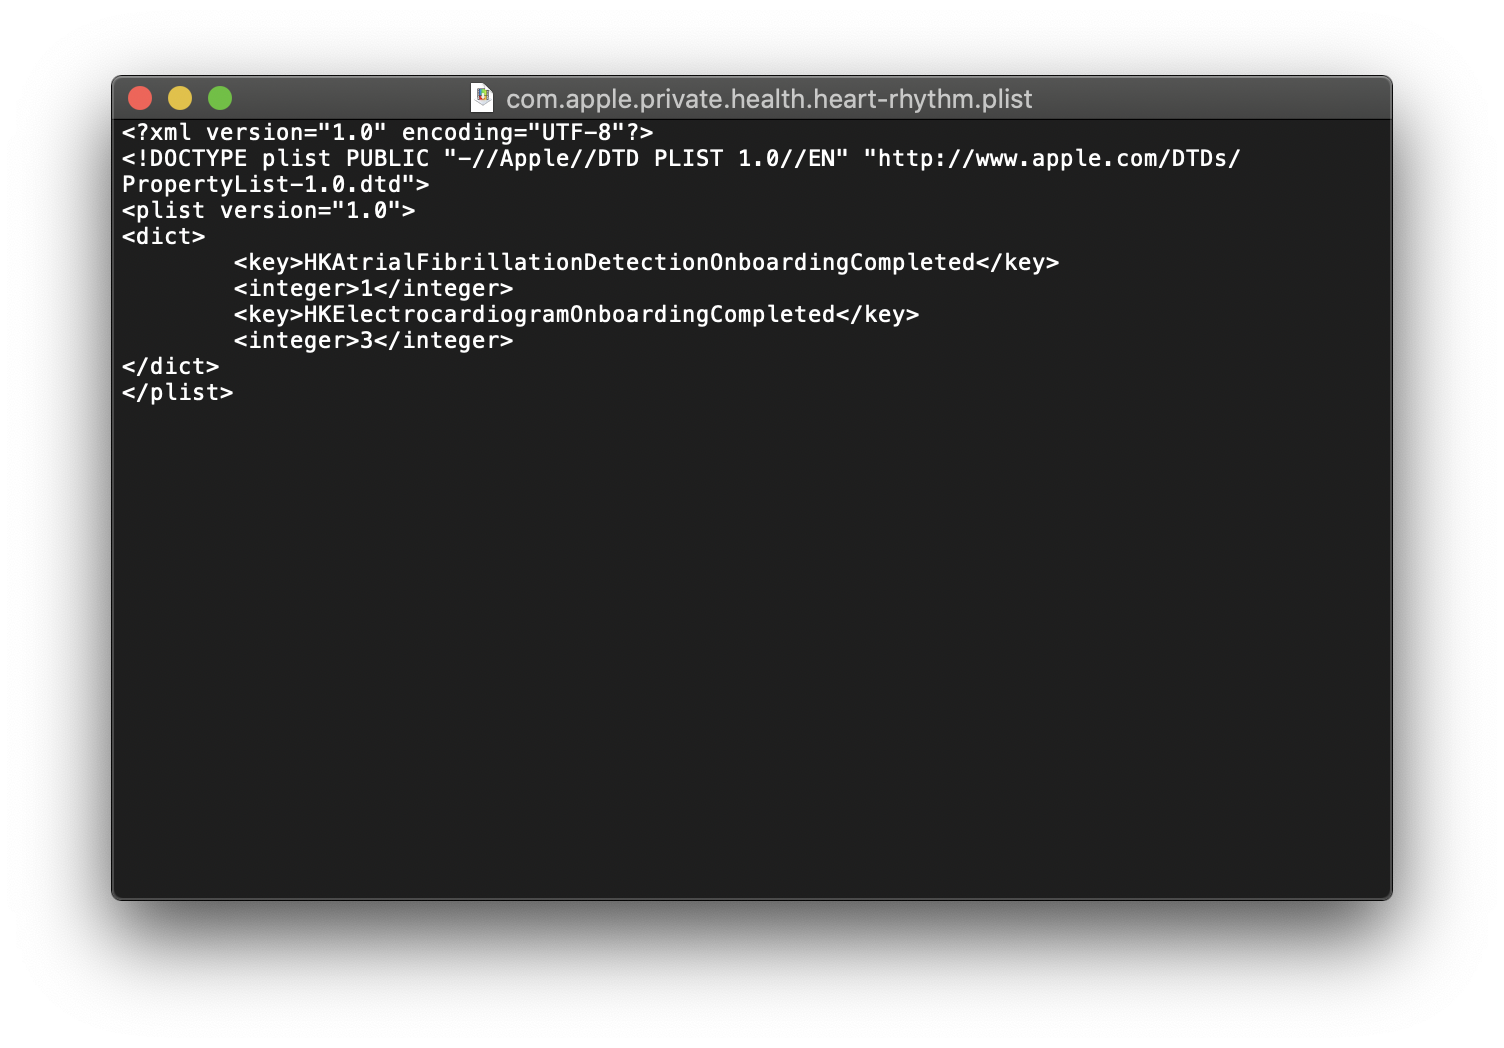 com.apple.private.health.heart-rhythm.plist
<?xml version="1.0" encoding="UTF-8"?>
<!DOCTYPE plist PUBLIC "-//Apple//DTD PLIST 1.0//EN" "http://www.apple.com/DTDs/
PropertyList-1.0.dtd">
<plist version="1.0">
<dict>
	<key>HKAtrialFibrillationDetectionOnboardingCompleted</key>
	<integer>1</integer>
	<key>HKElectrocardiogramOnboardingCompleted</key>
	<integer>3</integer>
</dict>
</plist>